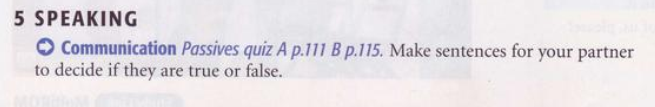 5 SPEAKING
Communication Passives quiz A p.111 B p.115. Make sentences for your partner
to decide if they are true or false.